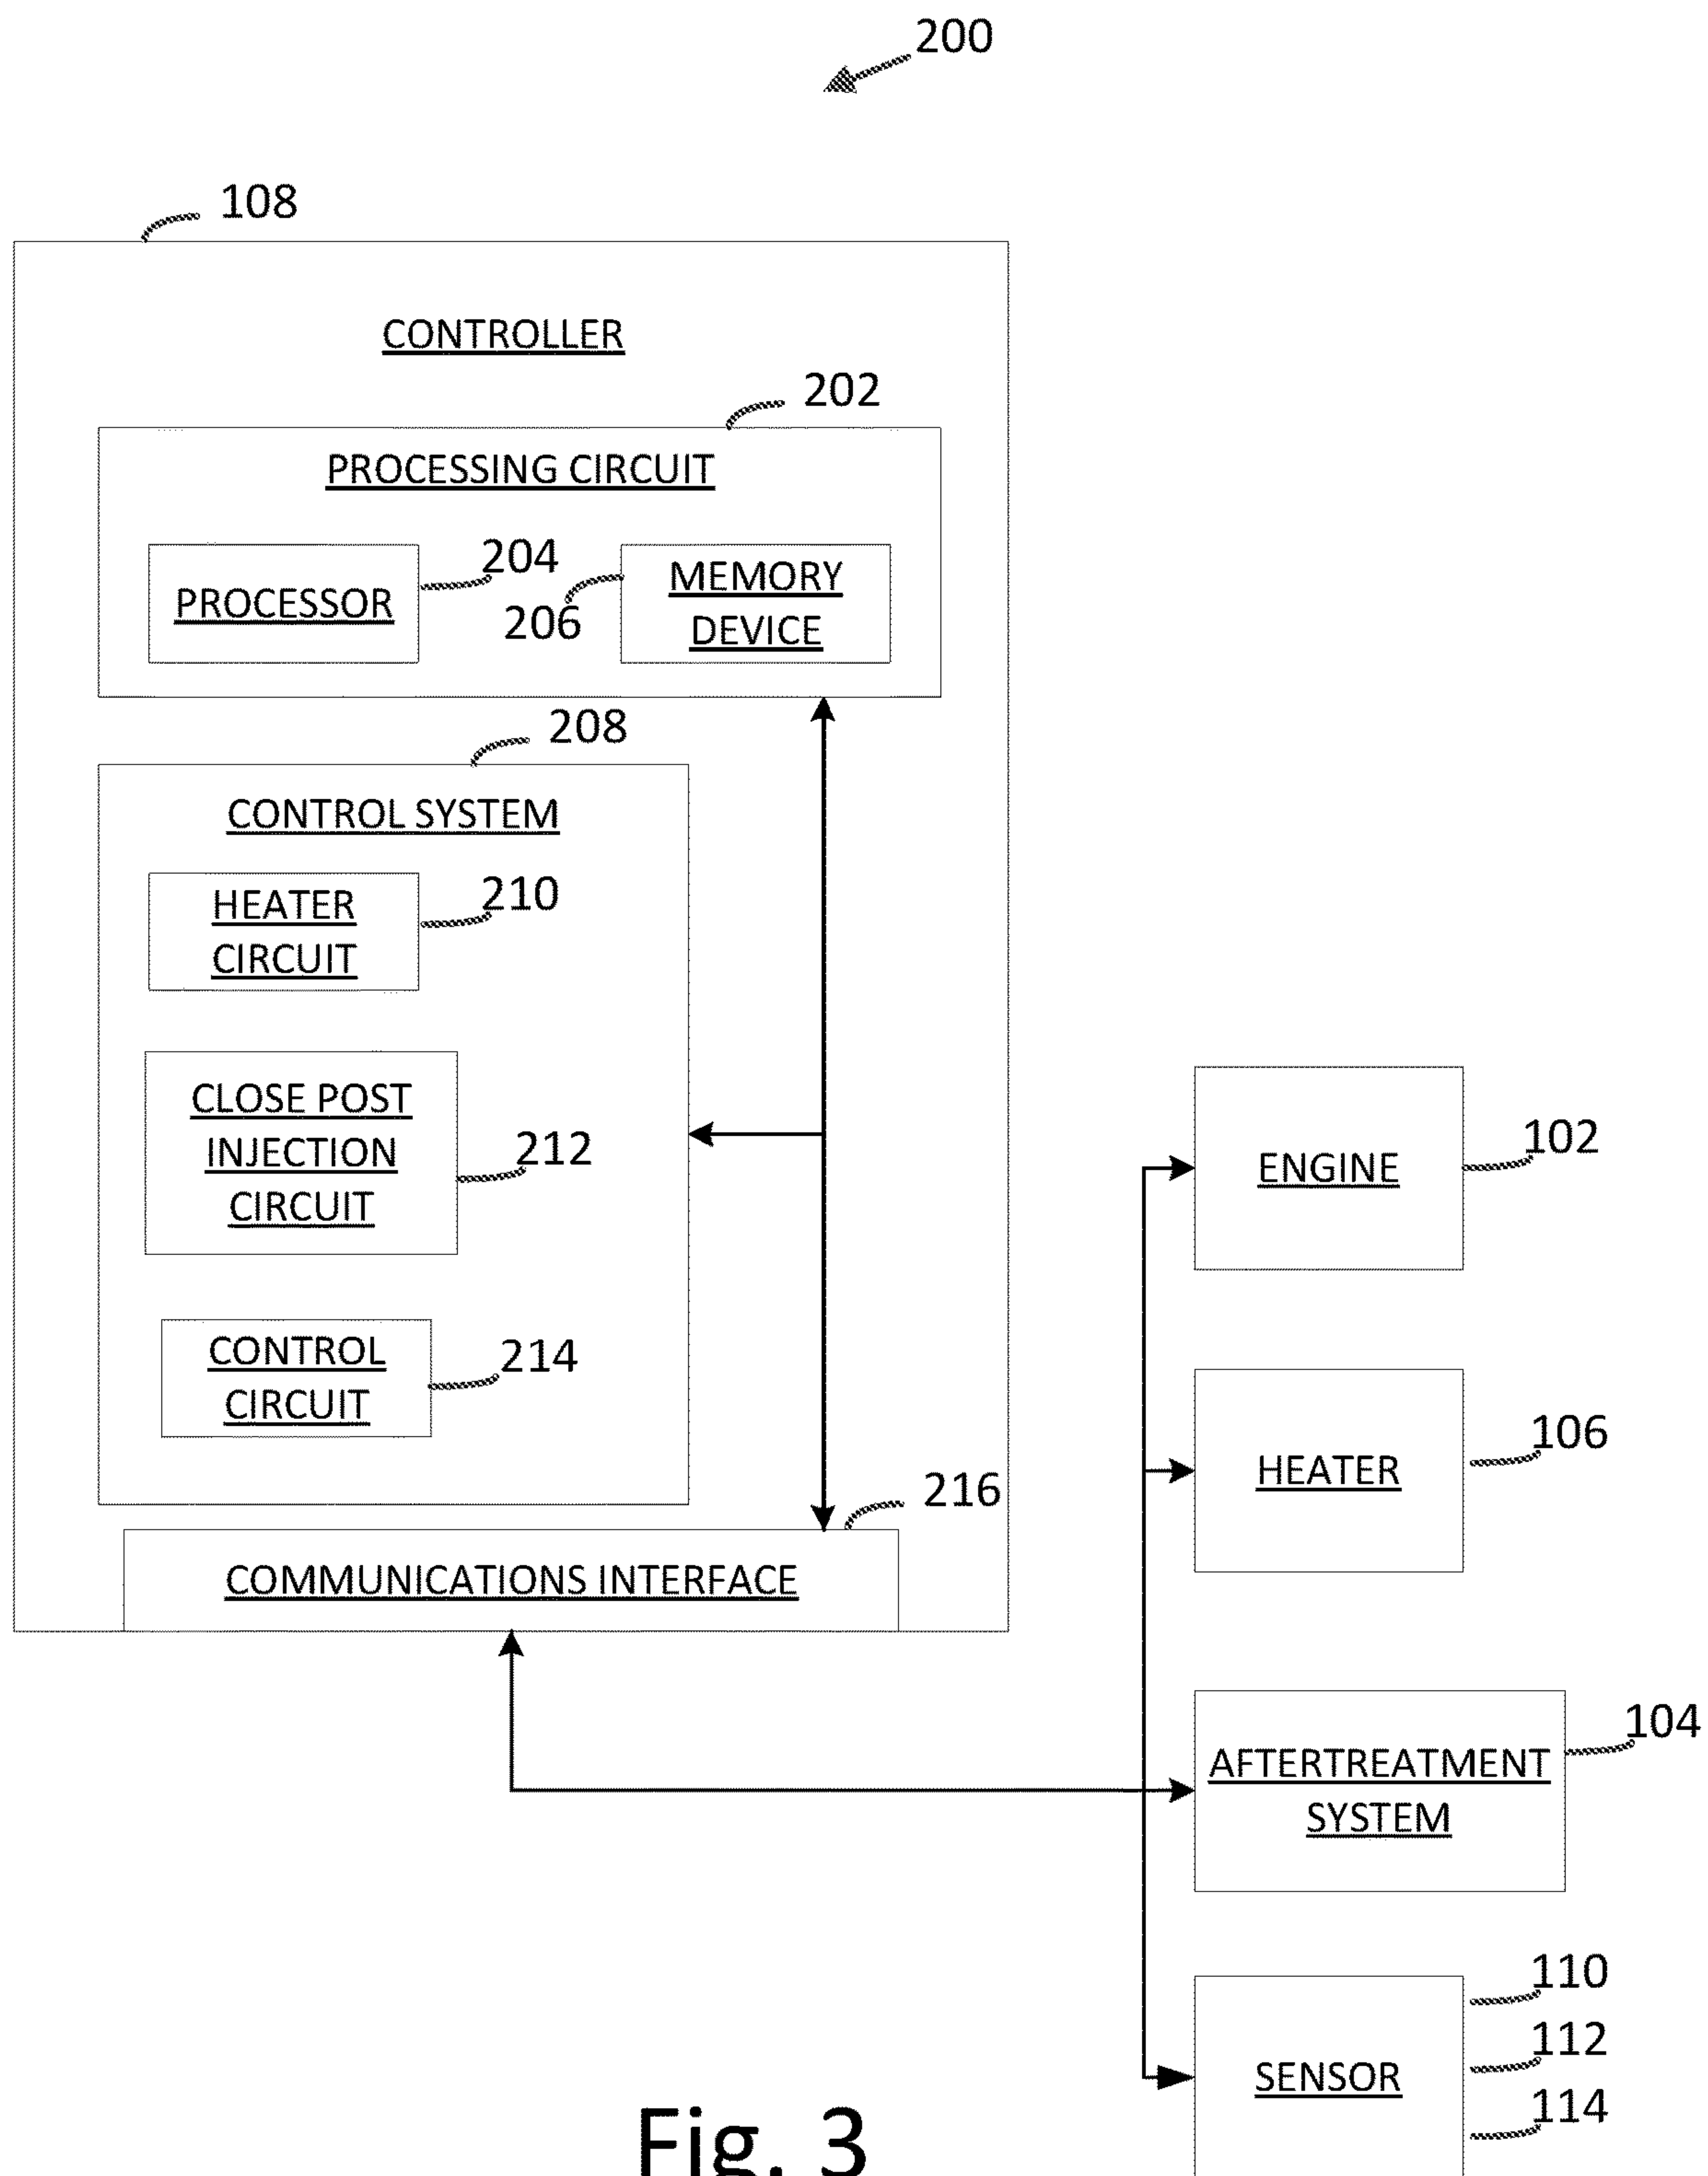 200
108
CONTROLLER
202
PROCESSING CIRCUIT
204
PROCESSOR
206
MEMORY
DEVICE
208
CONTROL SYSTEM
HEATER
CIRCUIT
210
CLOSE POST
INJECTION
CIRCUIT
212
CONTROL
CIRCUIT
214
216
COMMUNICATIONS INTERFACE
ENGINE
102
HEATER
106
AFTERTREATMENT
SYSTEM
104
SENSOR
110
112
114
Fig. 3